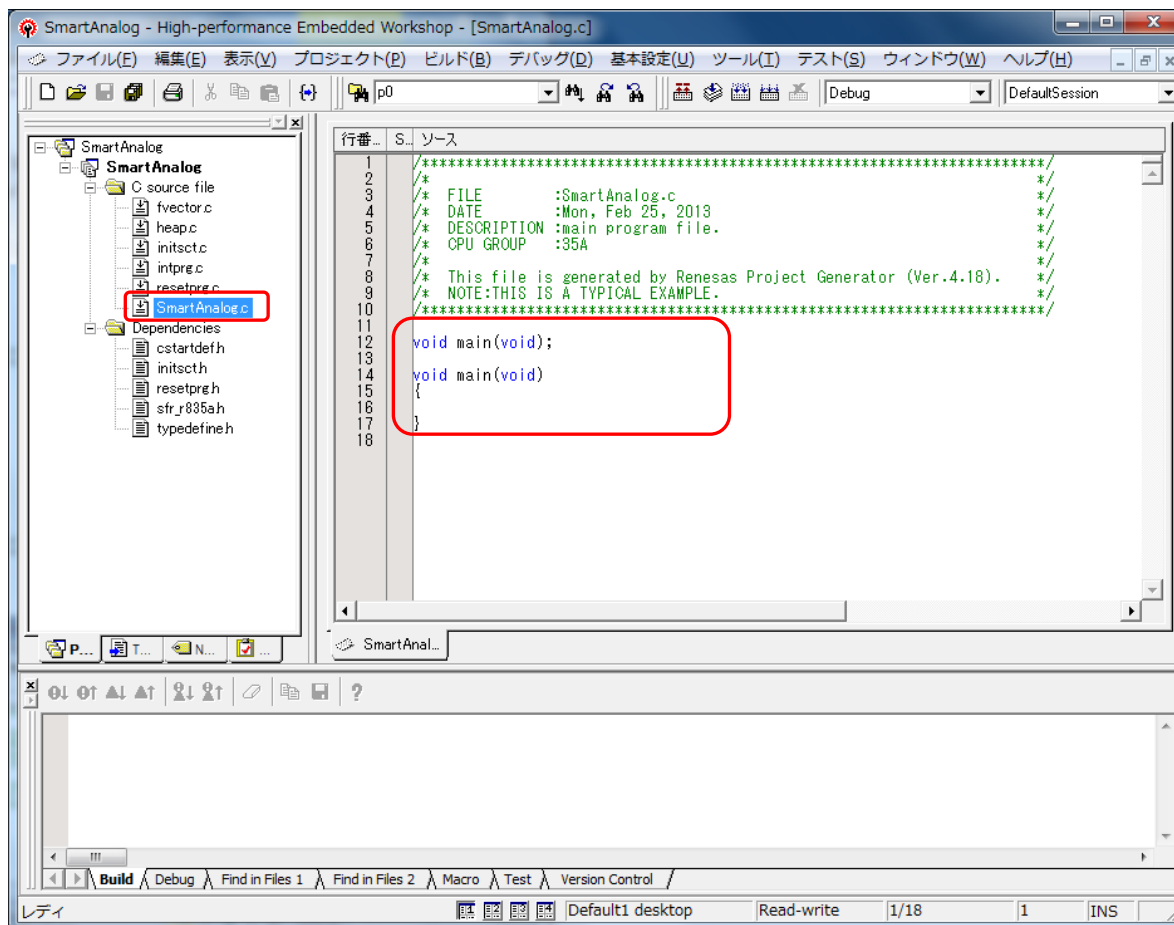 SmartAnalog - High-performance Embedded Workshop - [SmartAnalog.c]
ファイル(F) 編集(E) 表示(V) プロジェクト(P) ビルド(B) デバッグ(D) 基本設定(U) ツール(T) テスト(S) ウィンドウ(W) ヘルプ(H)
p0 Debug DefaultSession
SmartAnalog
SmartAnalog
C source file
fvector.c
heap.c
initsct.c
intprg.c
resetprg.c
SmartAnalog.c
Dependencies
cstartdef.h
initsct.h
resetprg.h
sfr_r835a.h
typedefine.h
P... T... N... ...
行番... S.. ソース
1 /***********************************************************************/
2 /* */
3 /* FILE :SmartAnalog.c */
4 /* DATE :Mon, Feb 25, 2013 */
5 /* DESCRIPTION :main program file. */
6 /* CPU GROUP :35A */
7 /* */
8 /* This file is generated by Renesas Project Generator (Ver.4.18). */
9 /* NOTE:THIS IS A TYPICAL EXAMPLE. */
10 /***********************************************************************/
11
12 void main(void);
13
14 void main(void)
15 {
16
17 }
18
SmartAnal...
Build Debug Find in Files 1 Find in Files 2 Macro Test Version Control
レディ Default1 desktop Read-write 1/18 1 INS